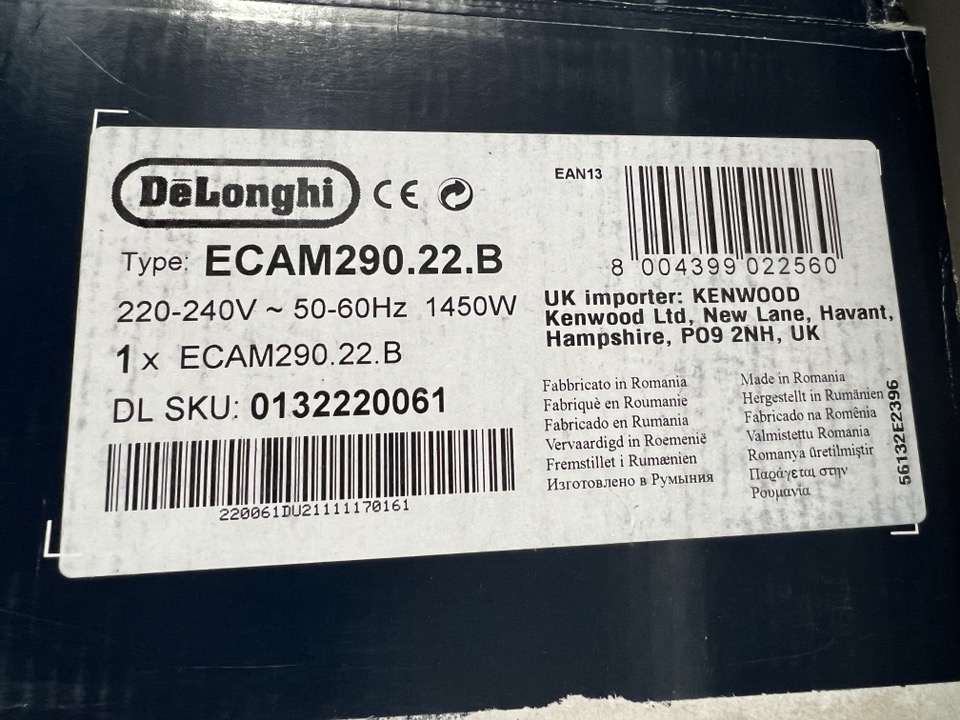 DēLonghi CE
Type: ECAM290.22.B
220-240V ~ 50-60Hz 1450W
1 x ECAM290.22.B
DL SKU: 0132220061
220061DU21111170161
EAN13
8 004399 022560
UK importer: KENWOOD
Kenwood Ltd, New Lane, Havant,
Hampshire, PO9 2NH, UK
Fabbricato in Romania
Fabriquè en Roumanie
Fabricado en Rumania
Vervaardigd in Roemenië
Fremstillet i Rumænien
Изготовлено в Румыния
Made in Romania
Hergestellt in Rumänien
Fabricado na Romênia
Valmistettu Romania
Romanya üretilmiştir
Παράγεται στην
Ρουμανία
56132E2396